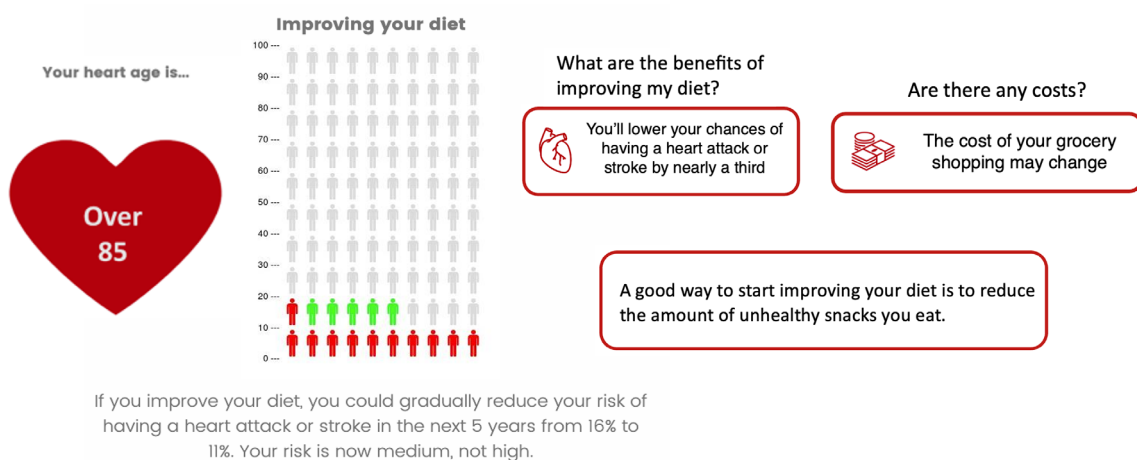 Improving your diet
Your heart age is...
Over
85
100 ---
90 ---
80 ---
70 ---
60 ---
50 ---
40 ---
30 ---
20 ---
10 ---
0 ---
What are the benefits of
improving my diet?
You'll lower your chances of
having a heart attack or
stroke by nearly a third
Are there any costs?
The cost of your grocery
shopping may change
A good way to start improving your diet is to reduce
the amount of unhealthy snacks you eat.
If you improve your diet, you could gradually reduce your risk of
having a heart attack or stroke in the next 5 years from 16% to
11%. Your risk is now medium, not high.